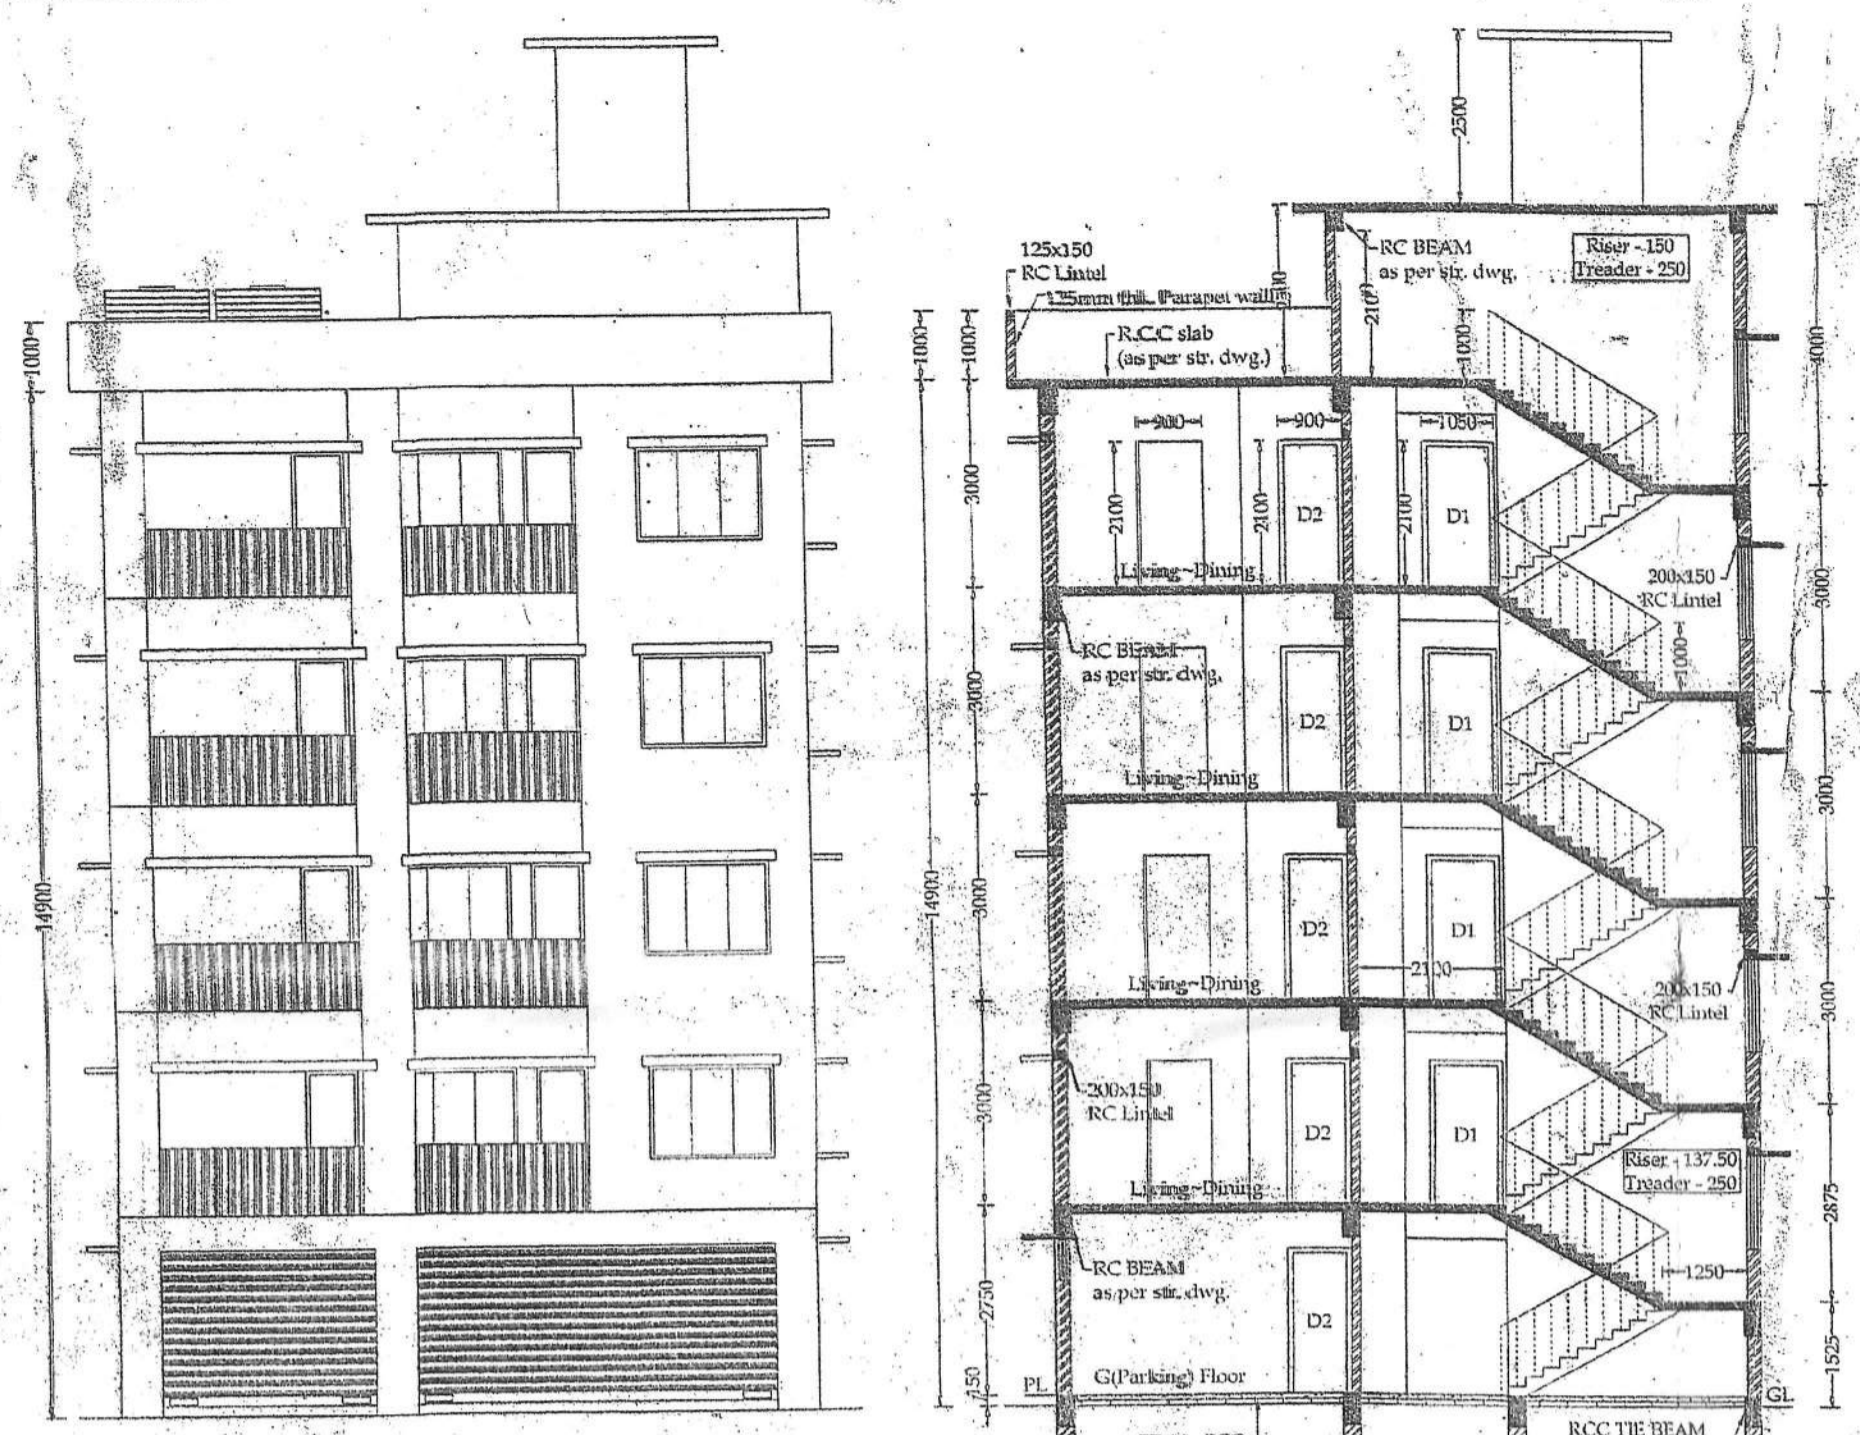 1000
14900
2500
125x150
RC Lintel
125mm thk. Parapet wall
R.C.C slab
(as per str. dwg.)
RC BEAM
as per str. dwg.
Riser - 150
Treader - 250
2100
1000
1000
1000
4000
900
900
1050
3000
2100
2100
2100
D2
D1
Living~Dining
200x150
RC Lintel
3000
RC BEAM
as per str. dwg.
1000
3000
D2
D1
Living~Dining
3000
14900
3000
D2
D1
2100
Living~Dining
200x150
RC Lintel
3000
200x150
RC Lintel
3000
D2
D1
Living~Dining
Riser - 137.50
Treader - 250
2875
RC BEAM
as per str. dwg.
1250
2750
D2
1525
G(Parking) Floor
150
PL
GL
RCC TIE BEAM